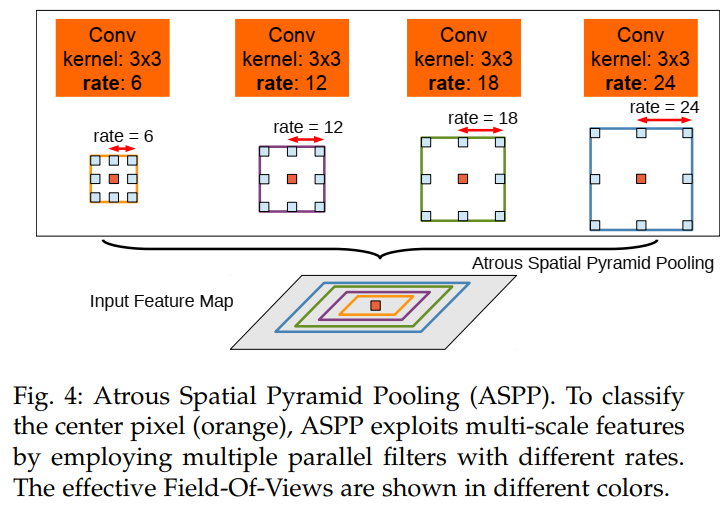 Conv
kernel: 3x3
rate: 6
Conv
kernel: 3x3
rate: 12
Conv
kernel: 3x3
rate: 18
Conv
kernel: 3x3
rate: 24
rate = 6
rate = 12
rate = 18
rate = 24
Atrous Spatial Pyramid Pooling
Input Feature Map
Fig. 4: Atrous Spatial Pyramid Pooling (ASPP). To classify
the center pixel (orange), ASPP exploits multi-scale features
by employing multiple parallel filters with different rates.
The effective Field-Of-Views are shown in different colors.